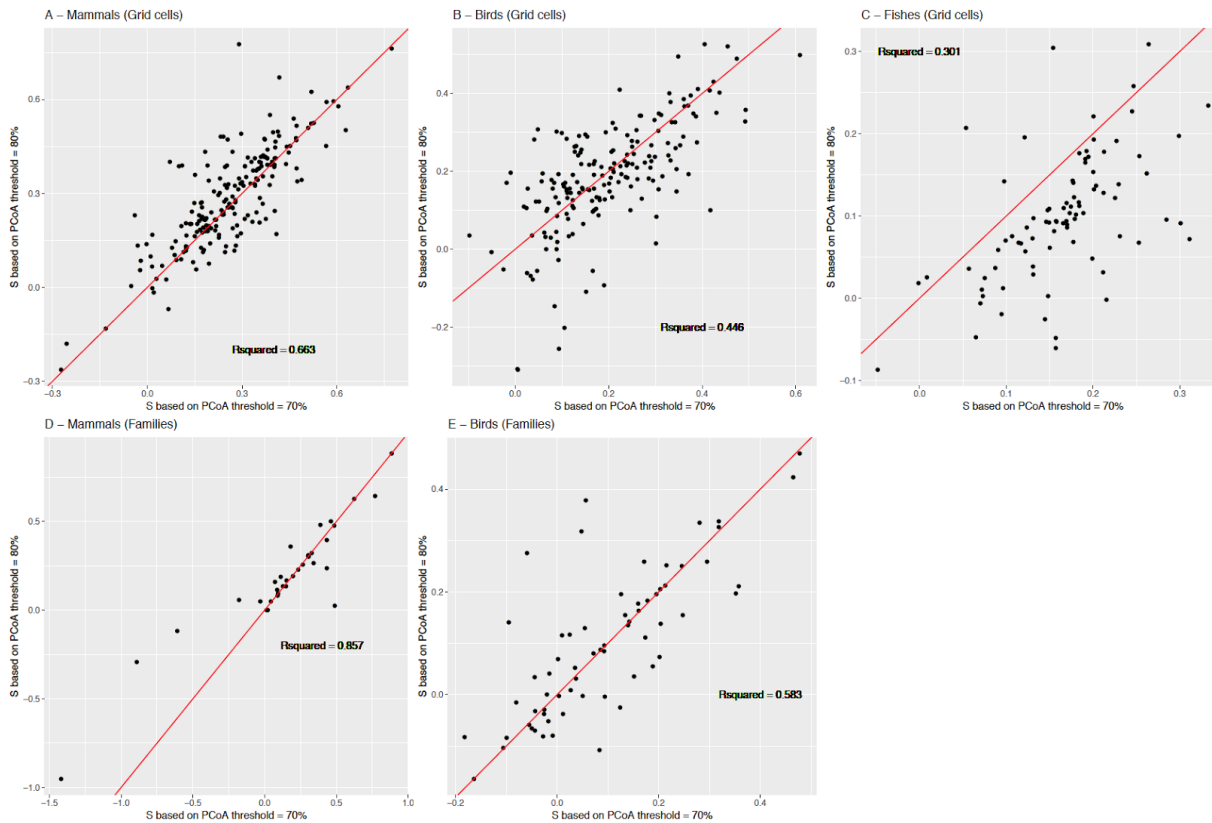 A – Mammals (Grid cells)
S based on PCoA threshold = 80%
0.6
0.3
0.0
−0.3
Rsquared = 0.663
−0.3 0.0 0.3 0.6
S based on PCoA threshold = 70%
B – Birds (Grid cells)
S based on PCoA threshold = 80%
0.4
0.2
0.0
−0.2
Rsquared = 0.446
0.0 0.2 0.4 0.6
S based on PCoA threshold = 70%
C – Fishes (Grid cells)
S based on PCoA threshold = 80%
0.3
0.2
0.1
0.0
−0.1
Rsquared = 0.301
0.0 0.1 0.2 0.3
S based on PCoA threshold = 70%
D – Mammals (Families)
S based on PCoA threshold = 80%
0.5
0.0
−0.5
−1.0
Rsquared = 0.857
−1.5 −1.0 −0.5 0.0 0.5 1.0
S based on PCoA threshold = 70%
E – Birds (Families)
S based on PCoA threshold = 80%
0.4
0.2
0.0
Rsquared = 0.583
−0.2 0.0 0.2 0.4
S based on PCoA threshold = 70%